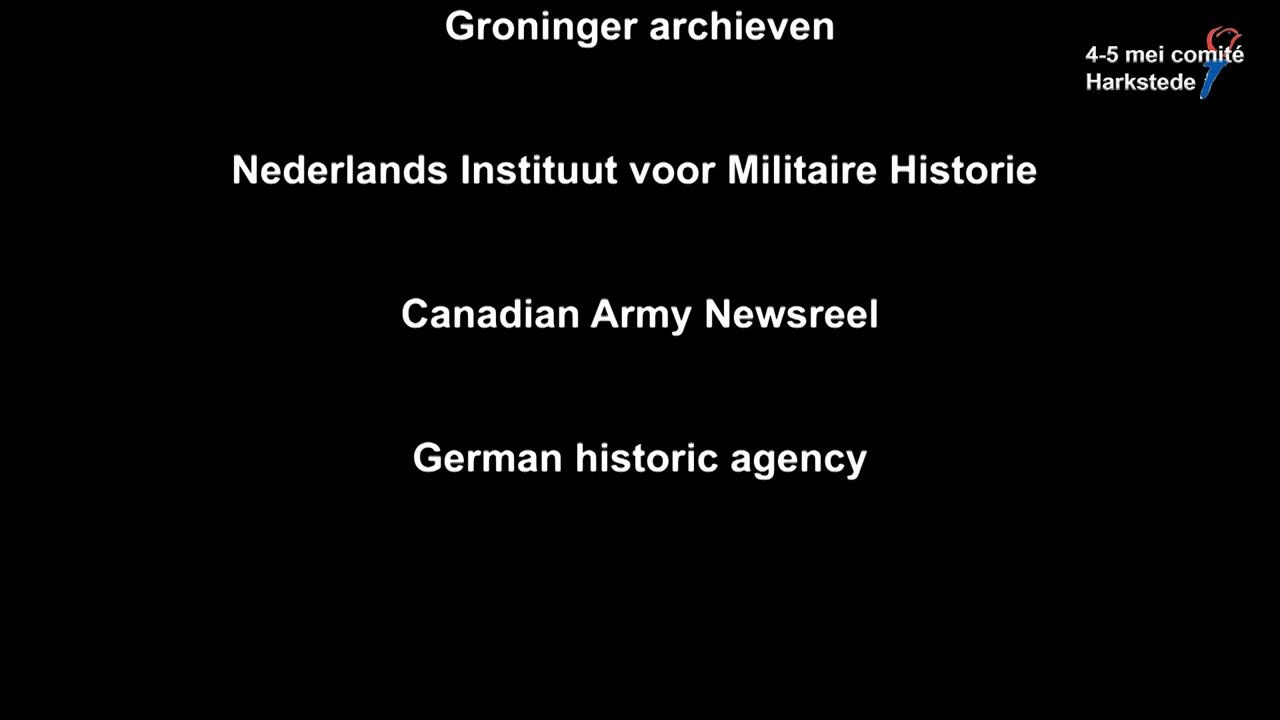 Groninger archieven
4-5 mei comité
Harkstede
Nederlands Instituut voor Militaire Historie
Canadian Army Newsreel
German historic agency